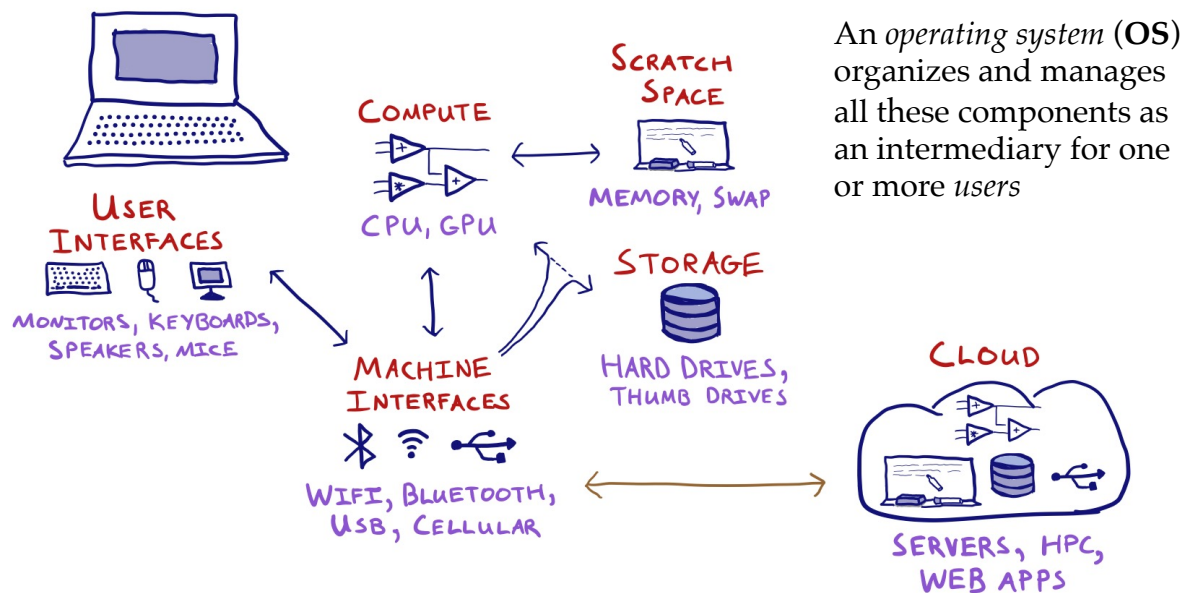 An operating system (OS)
organizes and manages
all these components as
an intermediary for one
or more users
SCRATCH
SPACE
MEMORY, SWAP
COMPUTE
CPU, GPU
USER
INTERFACES
MONITORS, KEYBOARDS,
SPEAKERS, MICE
STORAGE
HARD DRIVES,
THUMB DRIVES
MACHINE
INTERFACES
WIFI, BLUETOOTH,
USB, CELLULAR
CLOUD
SERVERS, HPC,
WEB APPS